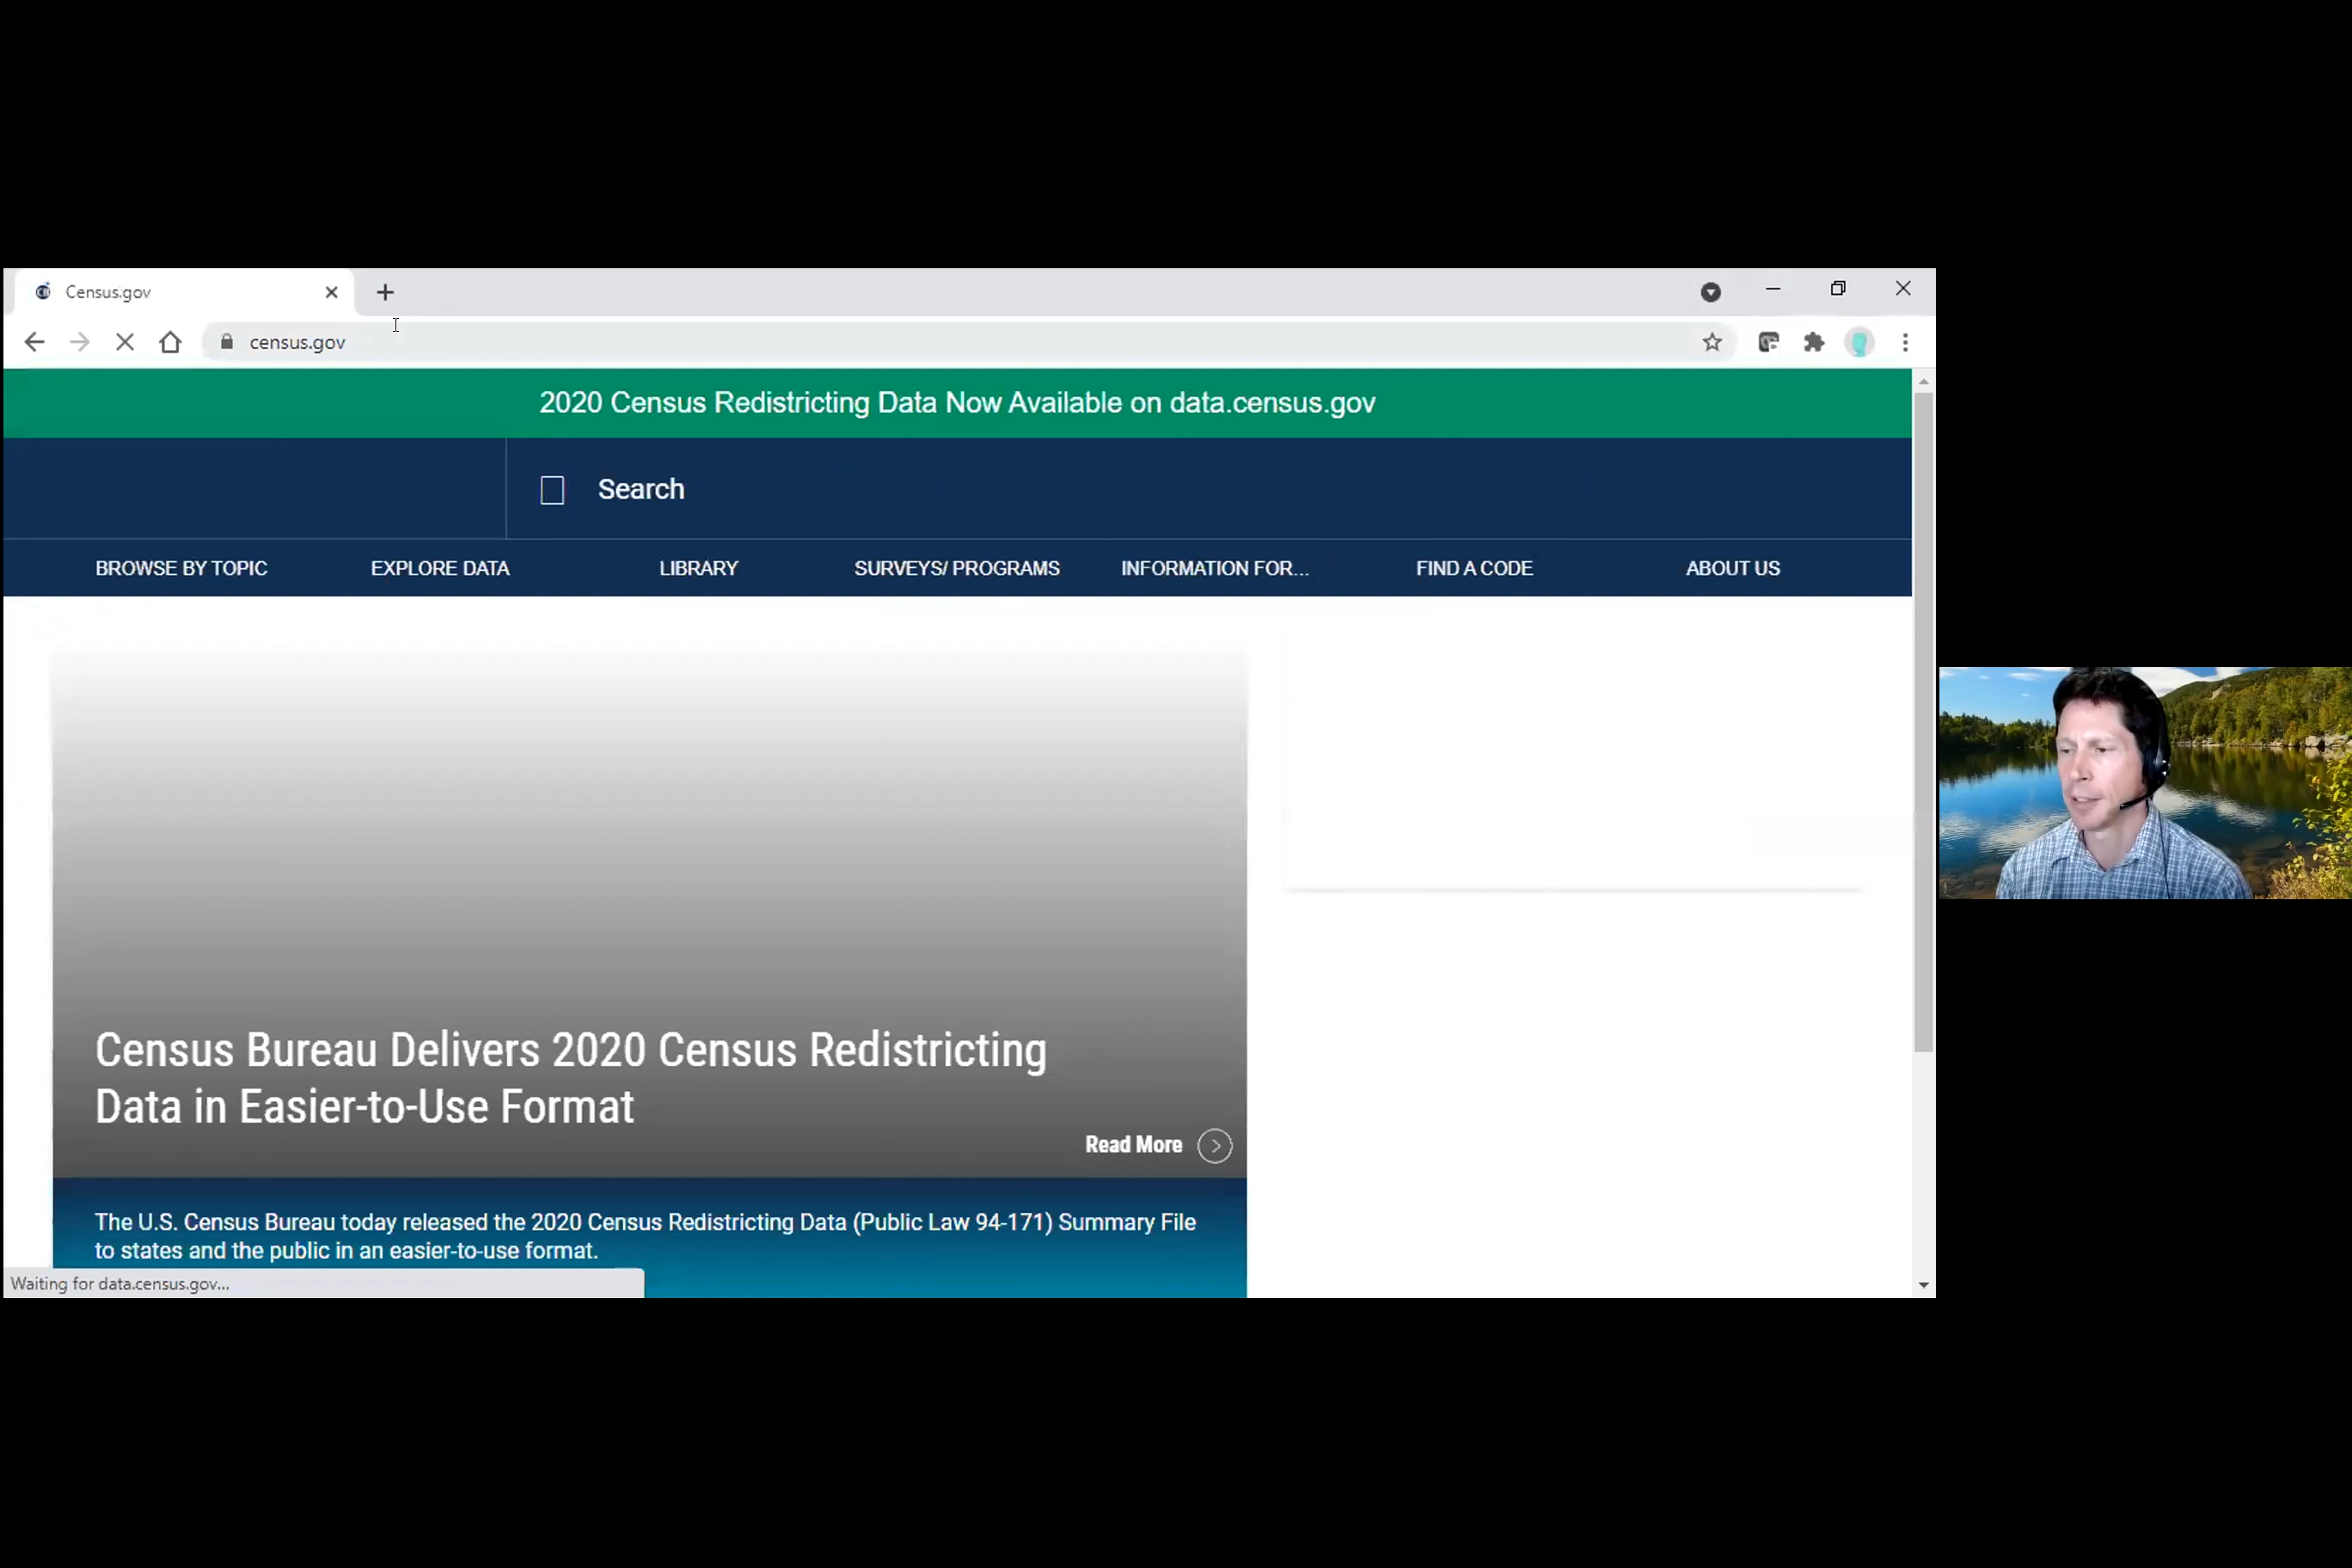 Census.gov
census.gov
2020 Census Redistricting Data Now Available on data.census.gov
Search
BROWSE BY TOPIC EXPLORE DATA LIBRARY SURVEYS/ PROGRAMS INFORMATION FOR... FIND A CODE ABOUT US
Census Bureau Delivers 2020 Census Redistricting
Data in Easier-to-Use Format
Read More
The U.S. Census Bureau today released the 2020 Census Redistricting Data (Public Law 94-171) Summary File
to states and the public in an easier-to-use format.
Waiting for data.census.gov...